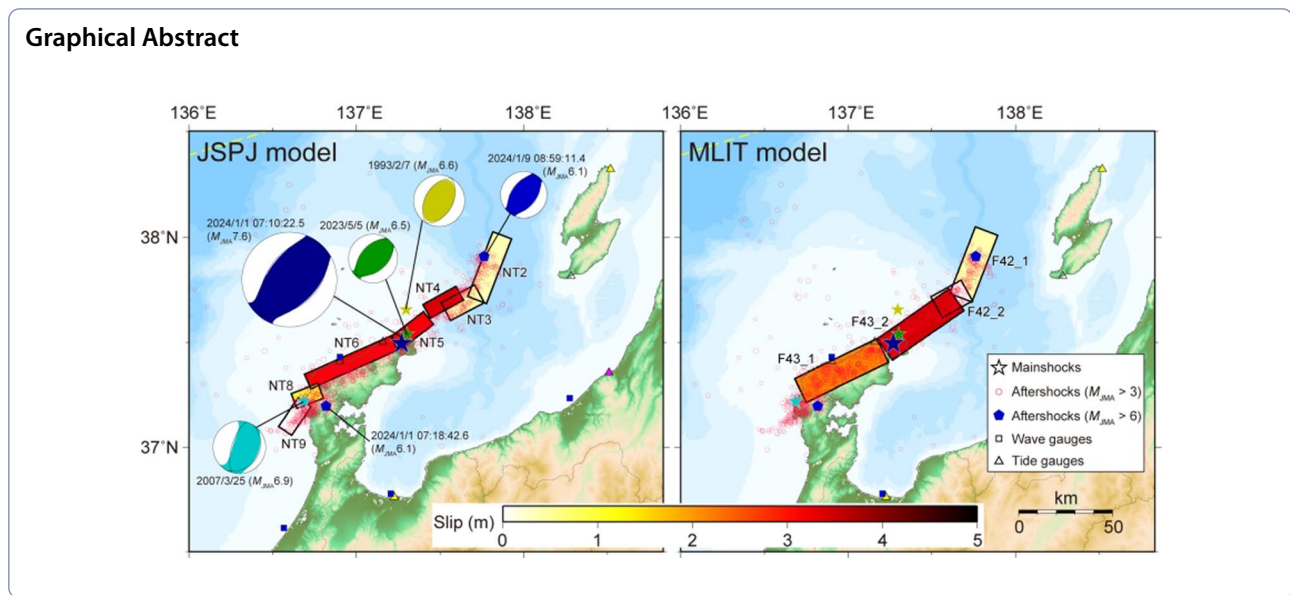 Graphical Abstract
136°E
137°E
138°E
136°E
137°E
138°E
JSPJ model
1993/2/7 (MJMA6.6)
2024/1/9 08:59:11.4
(MJMA6.1)
2024/1/1 07:10:22.5
(MJMA7.6)
2023/5/5 (MJMA6.5)
38°N
NT2
NT4
NT3
NT5
NT6
NT8
NT9
37°N
2024/1/1 07:18:42.6
(MJMA6.1)
2007/3/25 (MJMA6.9)
MLIT model
F42_1
F42_2
F43_2
F43_1
Mainshocks
Aftershocks (MJMA > 3)
Aftershocks (MJMA > 6)
Wave gauges
Tide gauges
km
0 50
Slip (m)
0 1 2 3 4 5